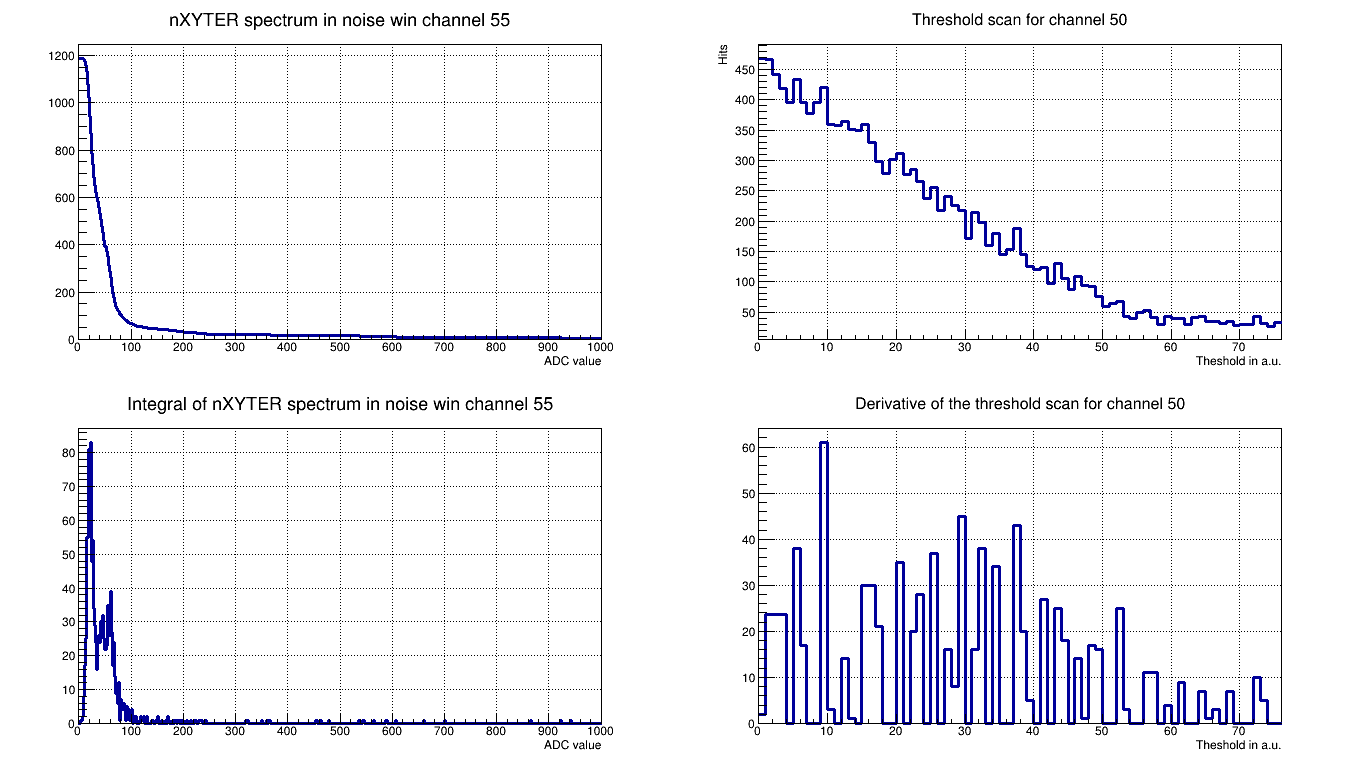 nXYTER spectrum in noise win channel 55
1200
1000
800
600
400
200
0
0 100 200 300 400 500 600 700 800 900 1000
ADC value
Threshold scan for channel 50
Hits
450
400
350
300
250
200
150
100
50
0 10 20 30 40 50 60 70
Theshold in a.u.
Integral of nXYTER spectrum in noise win channel 55
80
70
60
50
40
30
20
10
0
0 100 200 300 400 500 600 700 800 900 1000
ADC value
Derivative of the threshold scan for channel 50
60
50
40
30
20
10
0
0 10 20 30 40 50 60 70
Theshold in a.u.